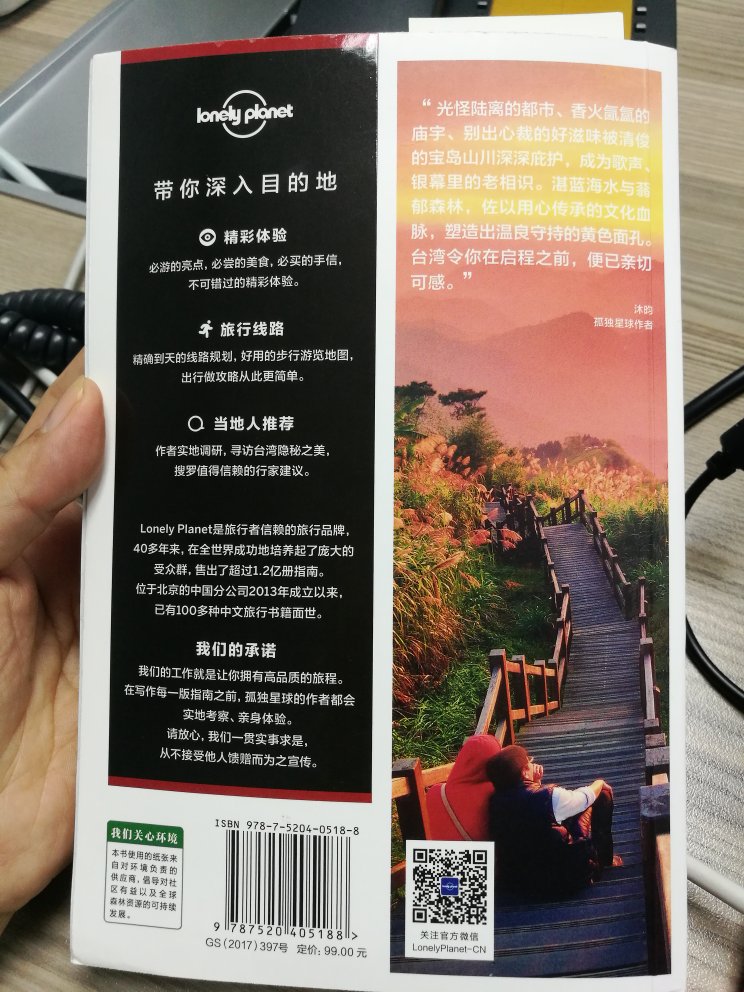 lonely planet
带你深入目的地
精彩体验
必游的亮点，必尝的美食，必买的手信，
不可错过的精彩体验。
旅行线路
精确到天的线路规划，好用的步行游览地图，
出行做攻略从此更简单。
当地人推荐
作者实地调研，寻访台湾隐秘之美，
搜罗值得信赖的行家建议。
Lonely Planet是旅行者信赖的旅行品牌，
40多年来，在全世界成功地培养起了庞大的
受众群，售出了超过1.2亿册指南。
位于北京的中国分公司2013年成立以来，
已有100多种中文旅行书籍面世。
我们的承诺
我们的工作就是让你拥有高品质的旅程。
在写作每一版指南之前，孤独星球的作者都会
实地考察、亲身体验。
请放心，我们一贯实事求是，
从不接受他人馈赠而为之宣传。
我们关心环境
本书使用的纸张来
自对环境负责的
供应商，倡导对社
区有益以及全球
森林资源的可持续
发展。
ISBN 978-7-5204-0518-8
9 787520 405188 >
GS（2017）397号 定价：99.00元
“光怪陆离的都市、香火氤氲的
庙宇、别出心裁的好滋味被清俊
的宝岛山川深深庇护，成为歌声、
银幕里的老相识。湛蓝海水与蓊
郁森林，佐以用心传承的文化血
脉，塑造出温良守持的黄色面孔。
台湾令你在启程之前，便已亲切
可感。”
沐昀
孤独星球作者
关注官方微信
LonelyPlanet-CN